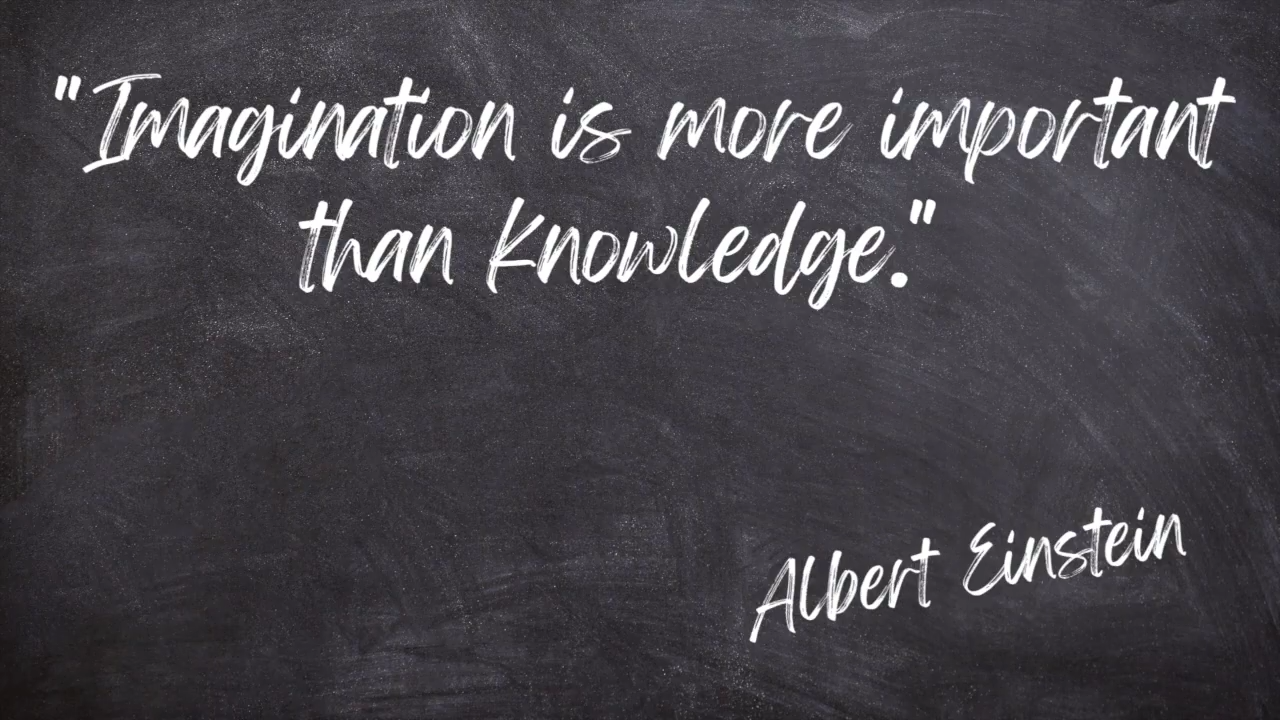 "Imagination is more important
than knowledge."
Albert Einstein